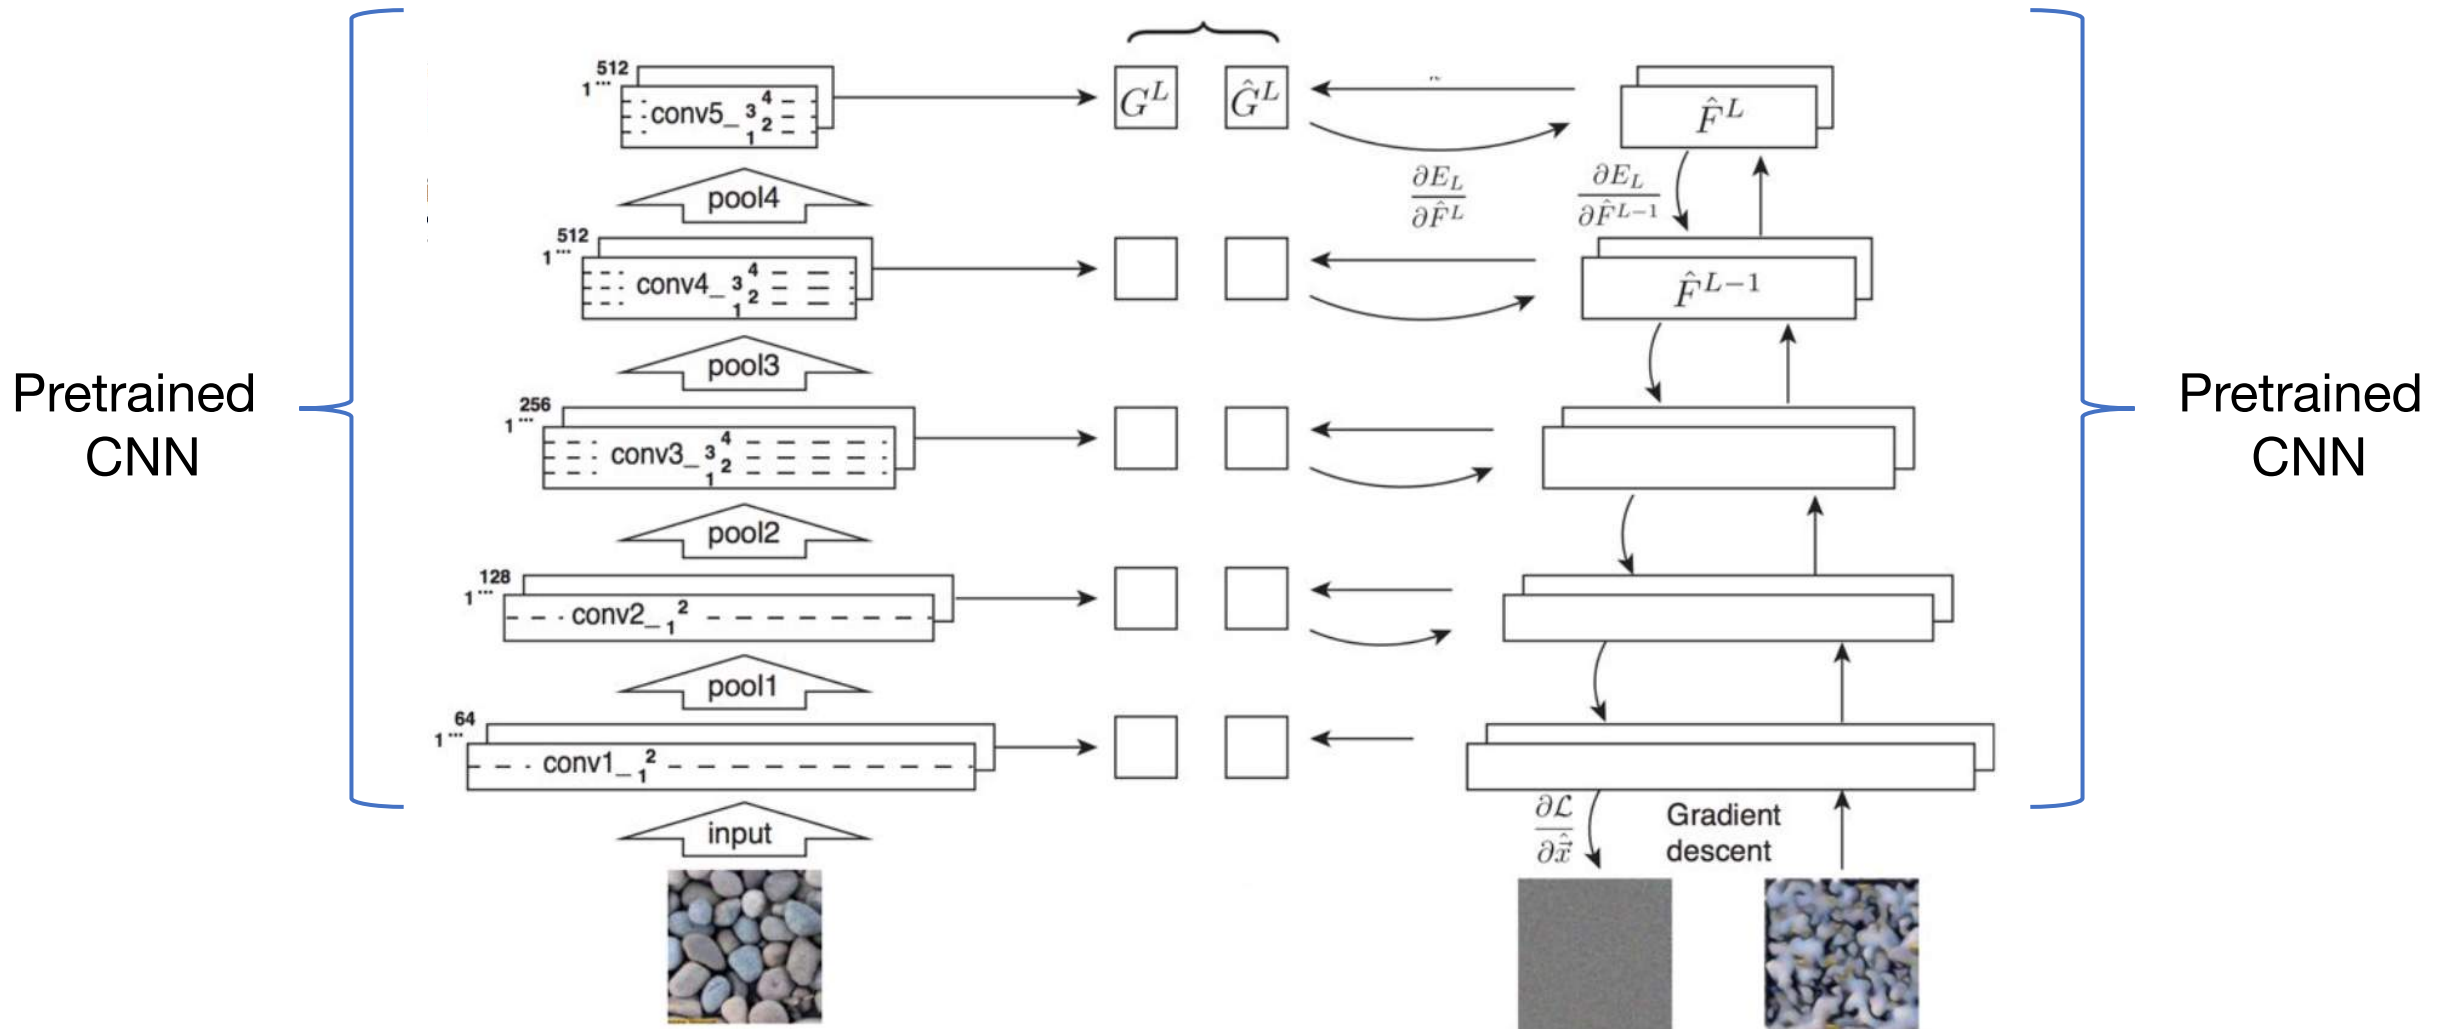 Pretrained
CNN
512
1...
conv5_ 1 2 3 4
pool4
512
1...
conv4_ 1 2 3 4
pool3
256
1...
conv3_ 1 2 3 4
pool2
128
1...
conv2_ 1 2
pool1
64
1...
conv1_ 1 2
input
G^L
Ĝ^L
F̂^L
∂E_L / ∂F̂^L
∂E_L / ∂F̂^{L−1}
F̂^{L−1}
∂ℒ / ∂x̂⃗
Gradient
descent
Pretrained
CNN